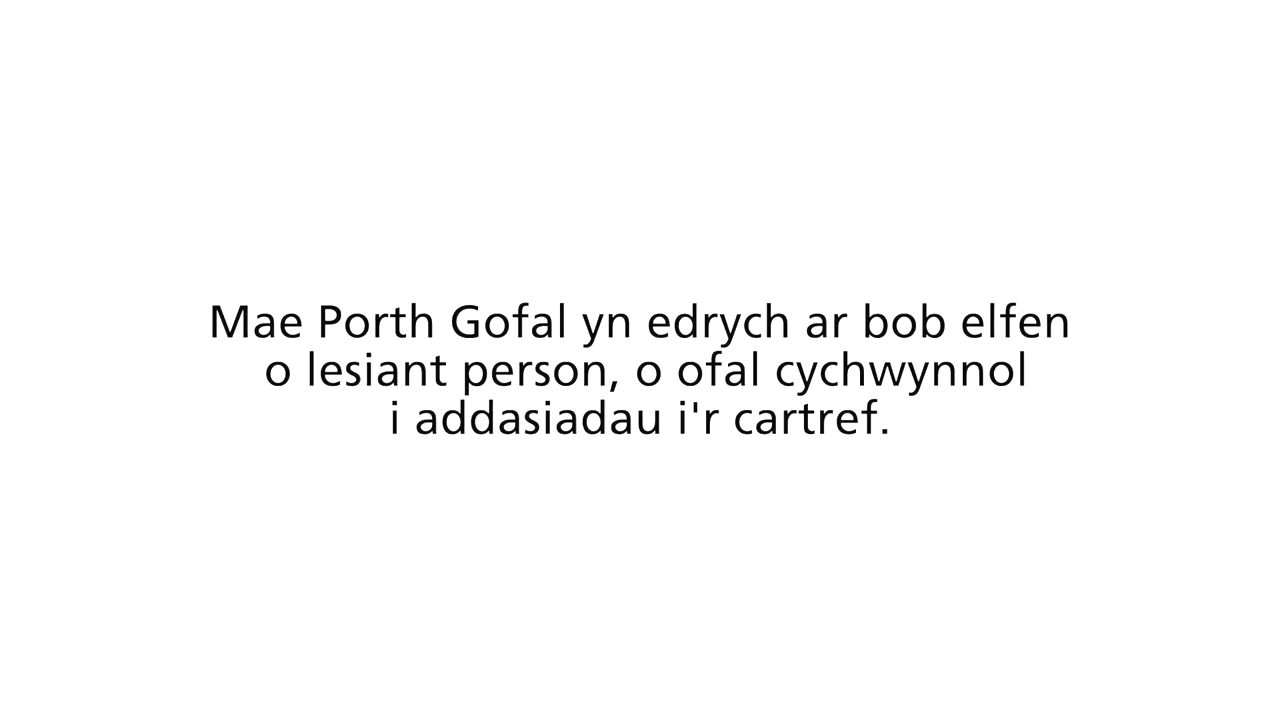 Mae Porth Gofal yn edrych ar bob elfen
o lesiant person, o ofal cychwynnol
i addasiadau i'r cartref.